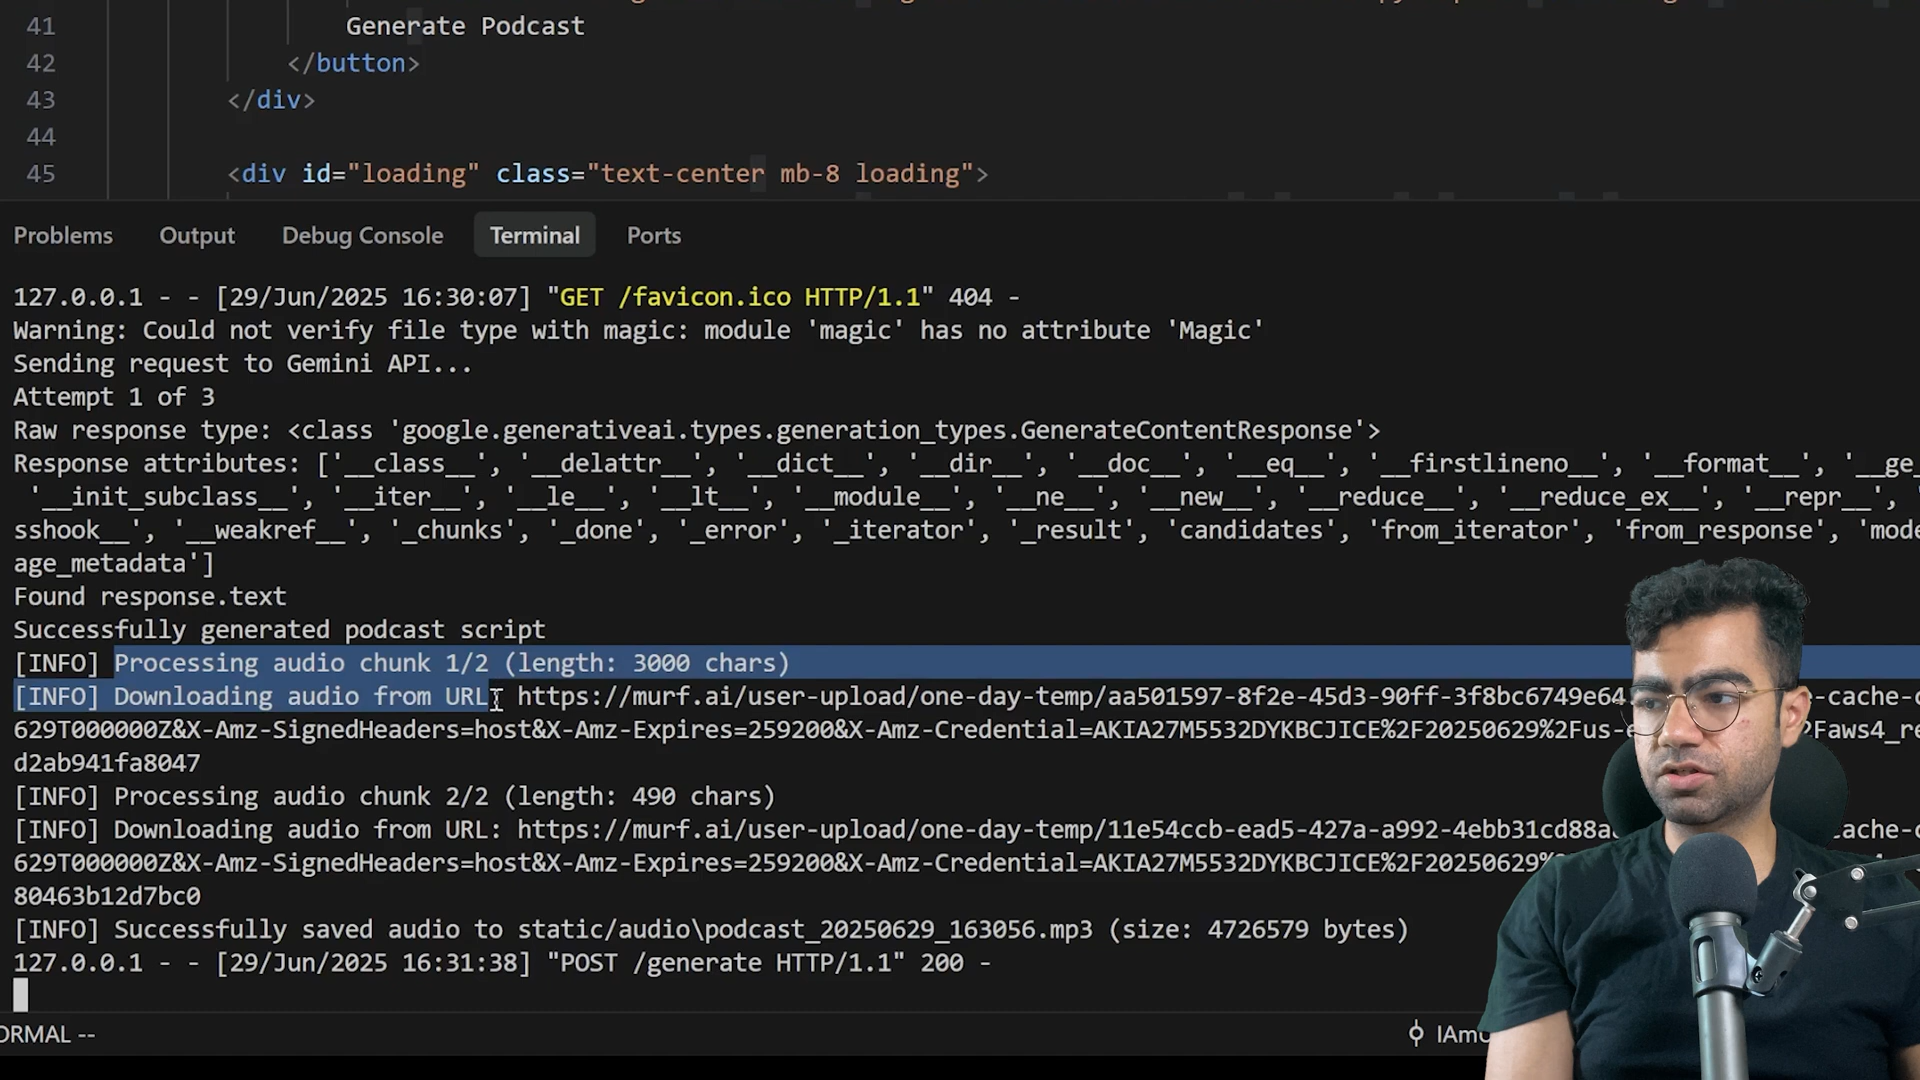 41 Generate Podcast
42 </button>
43 </div>
44
45 <div id="loading" class="text-center mb-8 loading">
Problems Output Debug Console Terminal Ports
127.0.0.1 - - [29/Jun/2025 16:30:07] "GET /favicon.ico HTTP/1.1" 404 -
Warning: Could not verify file type with magic: module 'magic' has no attribute 'Magic'
Sending request to Gemini API...
Attempt 1 of 3
Raw response type: <class 'google.generativeai.types.generation_types.GenerateContentResponse'>
Response attributes: ['__class__', '__delattr__', '__dict__', '__dir__', '__doc__', '__eq__', '__firstlineno__', '__format__', '__ge_
'__init_subclass__', '__iter__', '__le__', '__lt__', '__module__', '__ne__', '__new__', '__reduce__', '__reduce_ex__', '__repr__',
sshook__', '__weakref__', '_chunks', '_done', '_error', '_iterator', '_result', 'candidates', 'from_iterator', 'from_response', 'mode
age_metadata']
Found response.text
Successfully generated podcast script
[INFO] Processing audio chunk 1/2 (length: 3000 chars)
[INFO] Downloading audio from URL: https://murf.ai/user-upload/one-day-temp/aa501597-8f2e-45d3-90ff-3f8bc6749e64 -cache-
629T000000Z&X-Amz-SignedHeaders=host&X-Amz-Expires=259200&X-Amz-Credential=AKIA27M5532DYKBCJICE%2F20250629%2Fus- 2Faws4_re
d2ab941fa8047
[INFO] Processing audio chunk 2/2 (length: 490 chars)
[INFO] Downloading audio from URL: https://murf.ai/user-upload/one-day-temp/11e54ccb-ead5-427a-a992-4ebb31cd88a cache-
629T000000Z&X-Amz-SignedHeaders=host&X-Amz-Expires=259200&X-Amz-Credential=AKIA27M5532DYKBCJICE%2F20250629% s4_
80463b12d7bc0
[INFO] Successfully saved audio to static/audio\podcast_20250629_163056.mp3 (size: 4726579 bytes)
127.0.0.1 - - [29/Jun/2025 16:31:38] "POST /generate HTTP/1.1" 200 -
ORMAL --